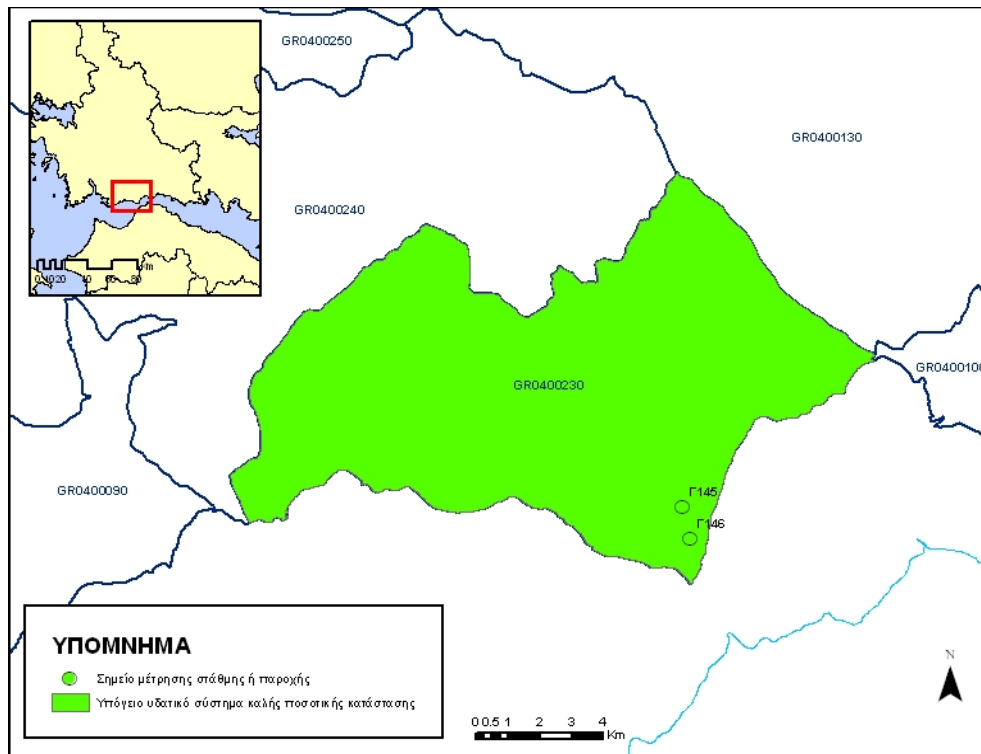 GR0400250
GR0400130
GR0400240
GR0400100
GR0400230
GR0400090
Γ145
Γ146
ΥΠΟΜΝΗΜΑ
Σημείο μέτρησης στάθμης ή παροχής
Υπόγειο υδατικό σύστημα καλής ποσοτικής κατάστασης
N
0 0.5 1 2 3 4
Km